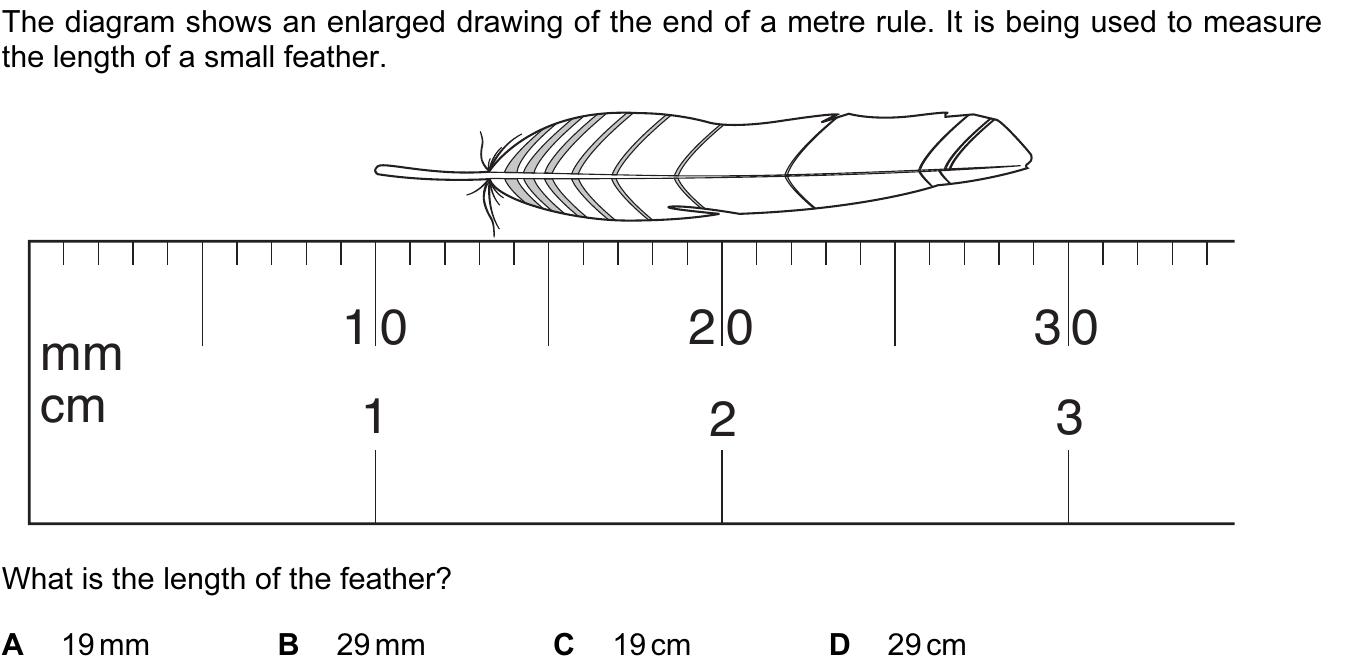 The diagram shows an enlarged drawing of the end of a metre rule. It is being used to measure
the length of a small feather.
10 20 30
mm
cm
1 2 3
What is the length of the feather?
A 19 mm B 29 mm C 19 cm D 29 cm